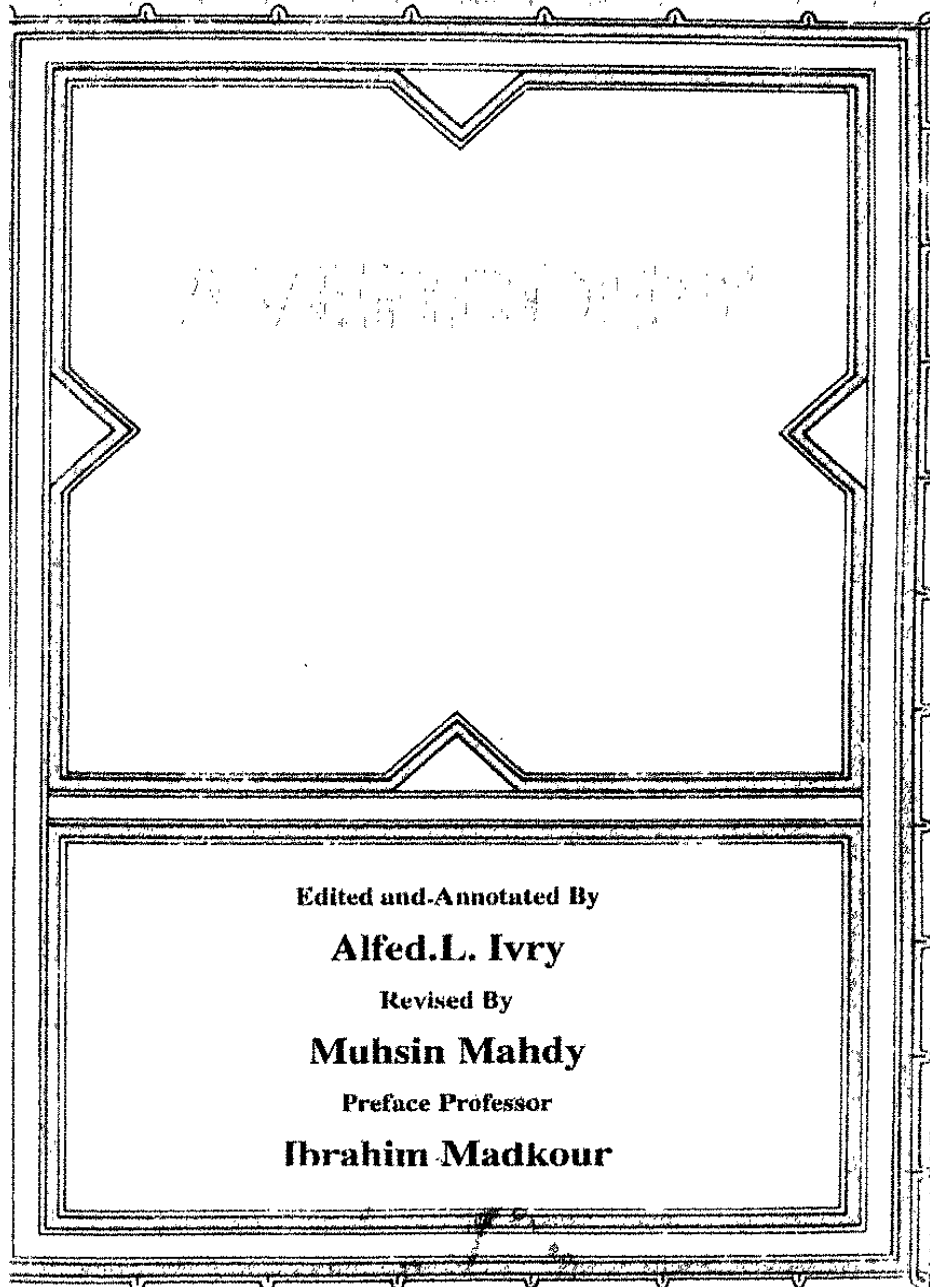 Edited and-Annotated By
Alfed.L. Ivry
Revised By
Muhsin Mahdy
Preface Professor
Ibrahim Madkour